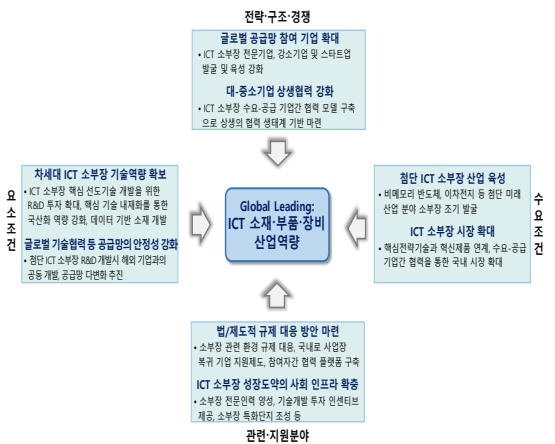 전략·구조·경쟁
글로벌 공급망 참여 기업 확대
• ICT 소부장 전문기업, 강소기업 및 스타트업
발굴 및 육성 강화
대-중소기업 상생협력 강화
• ICT 소부장 수요-공급 기업간 협력 모델 구축
으로 상생의 협력 생태계 기반 마련
요소조건
차세대 ICT 소부장 기술역량 확보
• ICT 소부장 핵심 선도기술 개발을 위한
R&D 투자 확대, 핵심 기술 내재화를 통한
국산화 역량 강화, 데이터 기반 소재 개발
글로벌 기술협력 등 공급망의 안정성 강화
• 첨단 ICT 소부장 R&D 개발시 해외 기업과의
공동 개발, 공급망 다변화 추진
Global Leading:
ICT 소재·부품·장비
산업역량
첨단 ICT 소부장 산업 육성
• 비메모리 반도체, 이차전지 등 첨단 미래
산업 분야 소부장 조기 발굴
ICT 소부장 시장 확대
• 핵심전략기술과 혁신제품 연계, 수요-공급
기업간 협력을 통한 국내 시장 확대
수요조건
법/제도적 규제 대응 방안 마련
• 소부장 관련 환경 규제 대응, 국내로 사업장
복귀 기업 지원제도, 참여자간 협력 플랫폼 구축
ICT 소부장 성장도약의 사회 인프라 확충
• 소부장 전문인력 양성, 기술개발 투자 인센티브
제공, 소부장 특화단지 조성 등
관련·지원분야